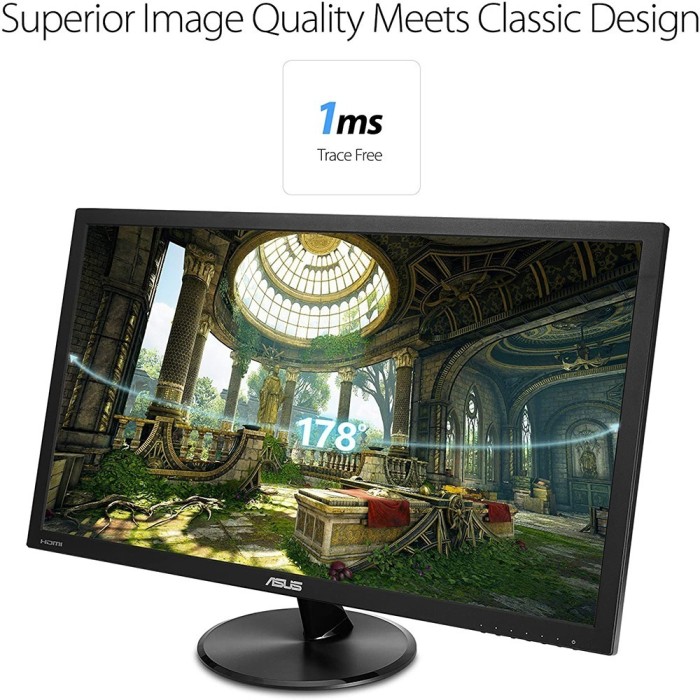 Superior Image Quality Meets Classic Design
1ms
Trace Free
178°
HDMI
ASUS